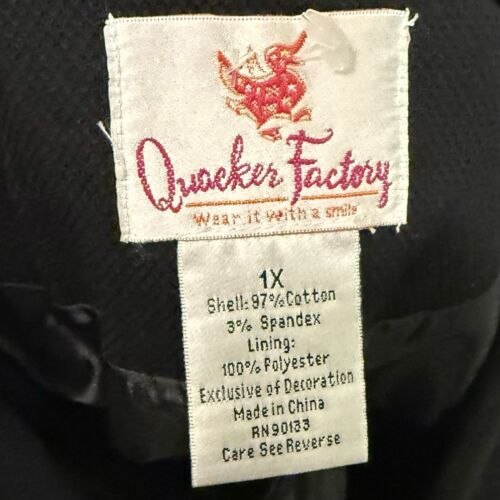 Quacker Factory
Wear it with a smile
1X
Shell: 97% Cotton
3% Spandex
Lining:
100% Polyester
Exclusive of Decoration
Made in China
RN90133
Care See Reverse